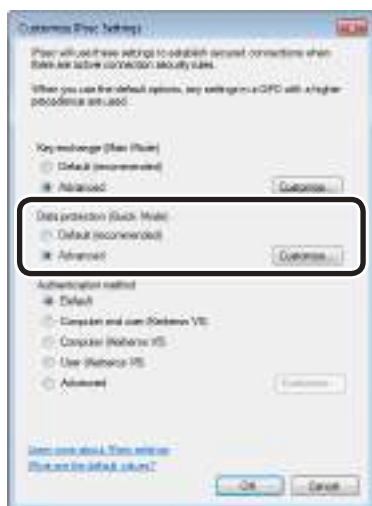 Customize IPsec Settings
IPsec will use these settings to establish secured connections when
there are active connection security rules.
When you use the default options, any settings in a GPO with a higher
precedence are used.
Key exchange (Main Mode)
Default (recommended)
Advanced
Customize...
Data protection (Quick Mode)
Default (recommended)
Advanced
Customize...
Authentication method
Default
Computer and user (Kerberos V5)
Computer (Kerberos V5)
User (Kerberos V5)
Advanced
Customize...
Learn more about IPsec settings
What are the default values?
OK
Cancel